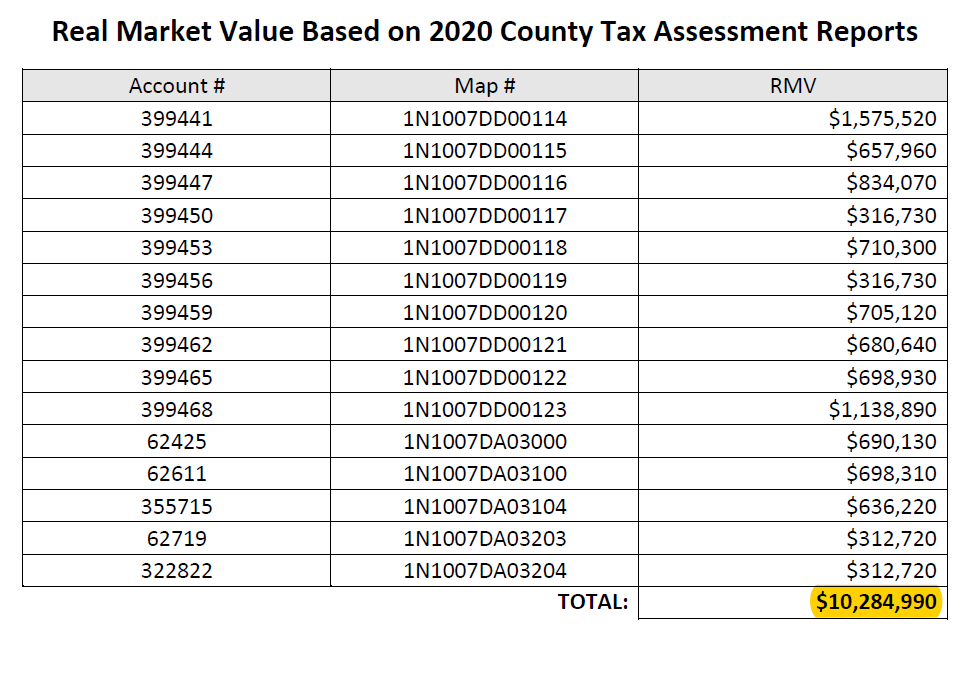 Real Market Value Based on 2020 County Tax Assessment Reports
Account # Map # RMV
399441 1N1007DD00114 $1,575,520
399444 1N1007DD00115 $657,960
399447 1N1007DD00116 $834,070
399450 1N1007DD00117 $316,730
399453 1N1007DD00118 $710,300
399456 1N1007DD00119 $316,730
399459 1N1007DD00120 $705,120
399462 1N1007DD00121 $680,640
399465 1N1007DD00122 $698,930
399468 1N1007DD00123 $1,138,890
62425 1N1007DA03000 $690,130
62611 1N1007DA03100 $698,310
355715 1N1007DA03104 $636,220
62719 1N1007DA03203 $312,720
322822 1N1007DA03204 $312,720
TOTAL: $10,284,990